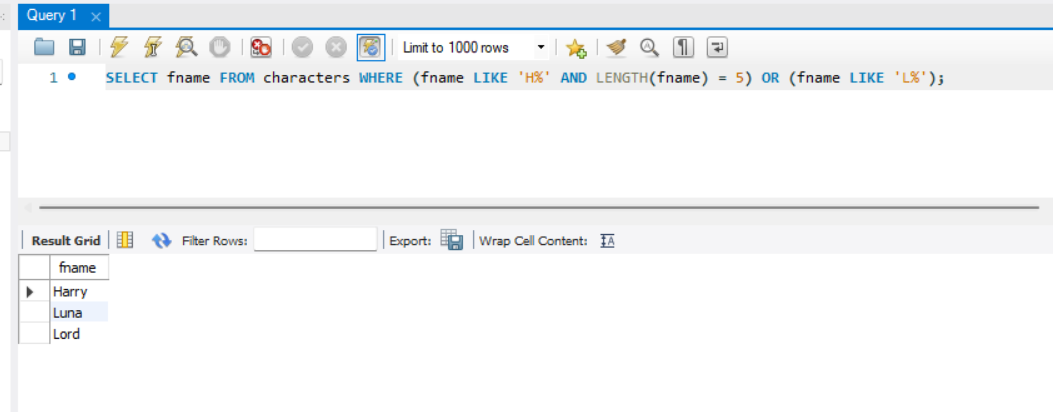 Query 1
Limit to 1000 rows
1 SELECT fname FROM characters WHERE (fname LIKE 'H%' AND LENGTH(fname) = 5) OR (fname LIKE 'L%');
Result Grid Filter Rows: Export: Wrap Cell Content:
fname
Harry
Luna
Lord